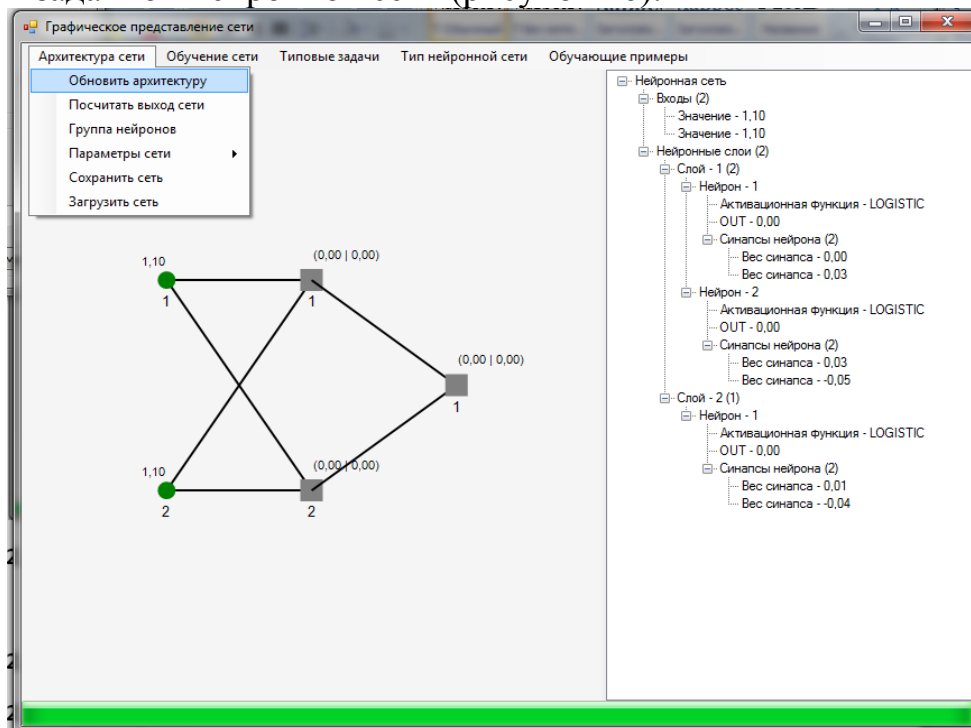 Графическое представление сети
Архитектура сети Обучение сети Типовые задачи Тип нейронной сети Обучающие примеры
Обновить архитектуру
Посчитать выход сети
Группа нейронов
Параметры сети
Сохранить сеть
Загрузить сеть
1,10
(0,00 | 0,00)
1
1
(0,00 | 0,00)
1
1,10
(0,00 | 0,00)
2
2
Нейронная сеть
Входы (2)
Значение - 1,10
Значение - 1,10
Нейронные слои (2)
Слой - 1 (2)
Нейрон - 1
Активационная функция - LOGISTIC
OUT - 0,00
Синапсы нейрона (2)
Вес синапса - 0,00
Вес синапса - 0,03
Нейрон - 2
Активационная функция - LOGISTIC
OUT - 0,00
Синапсы нейрона (2)
Вес синапса - 0,03
Вес синапса - -0,05
Слой - 2 (1)
Нейрон - 1
Активационная функция - LOGISTIC
OUT - 0,00
Синапсы нейрона (2)
Вес синапса - 0,01
Вес синапса - -0,04